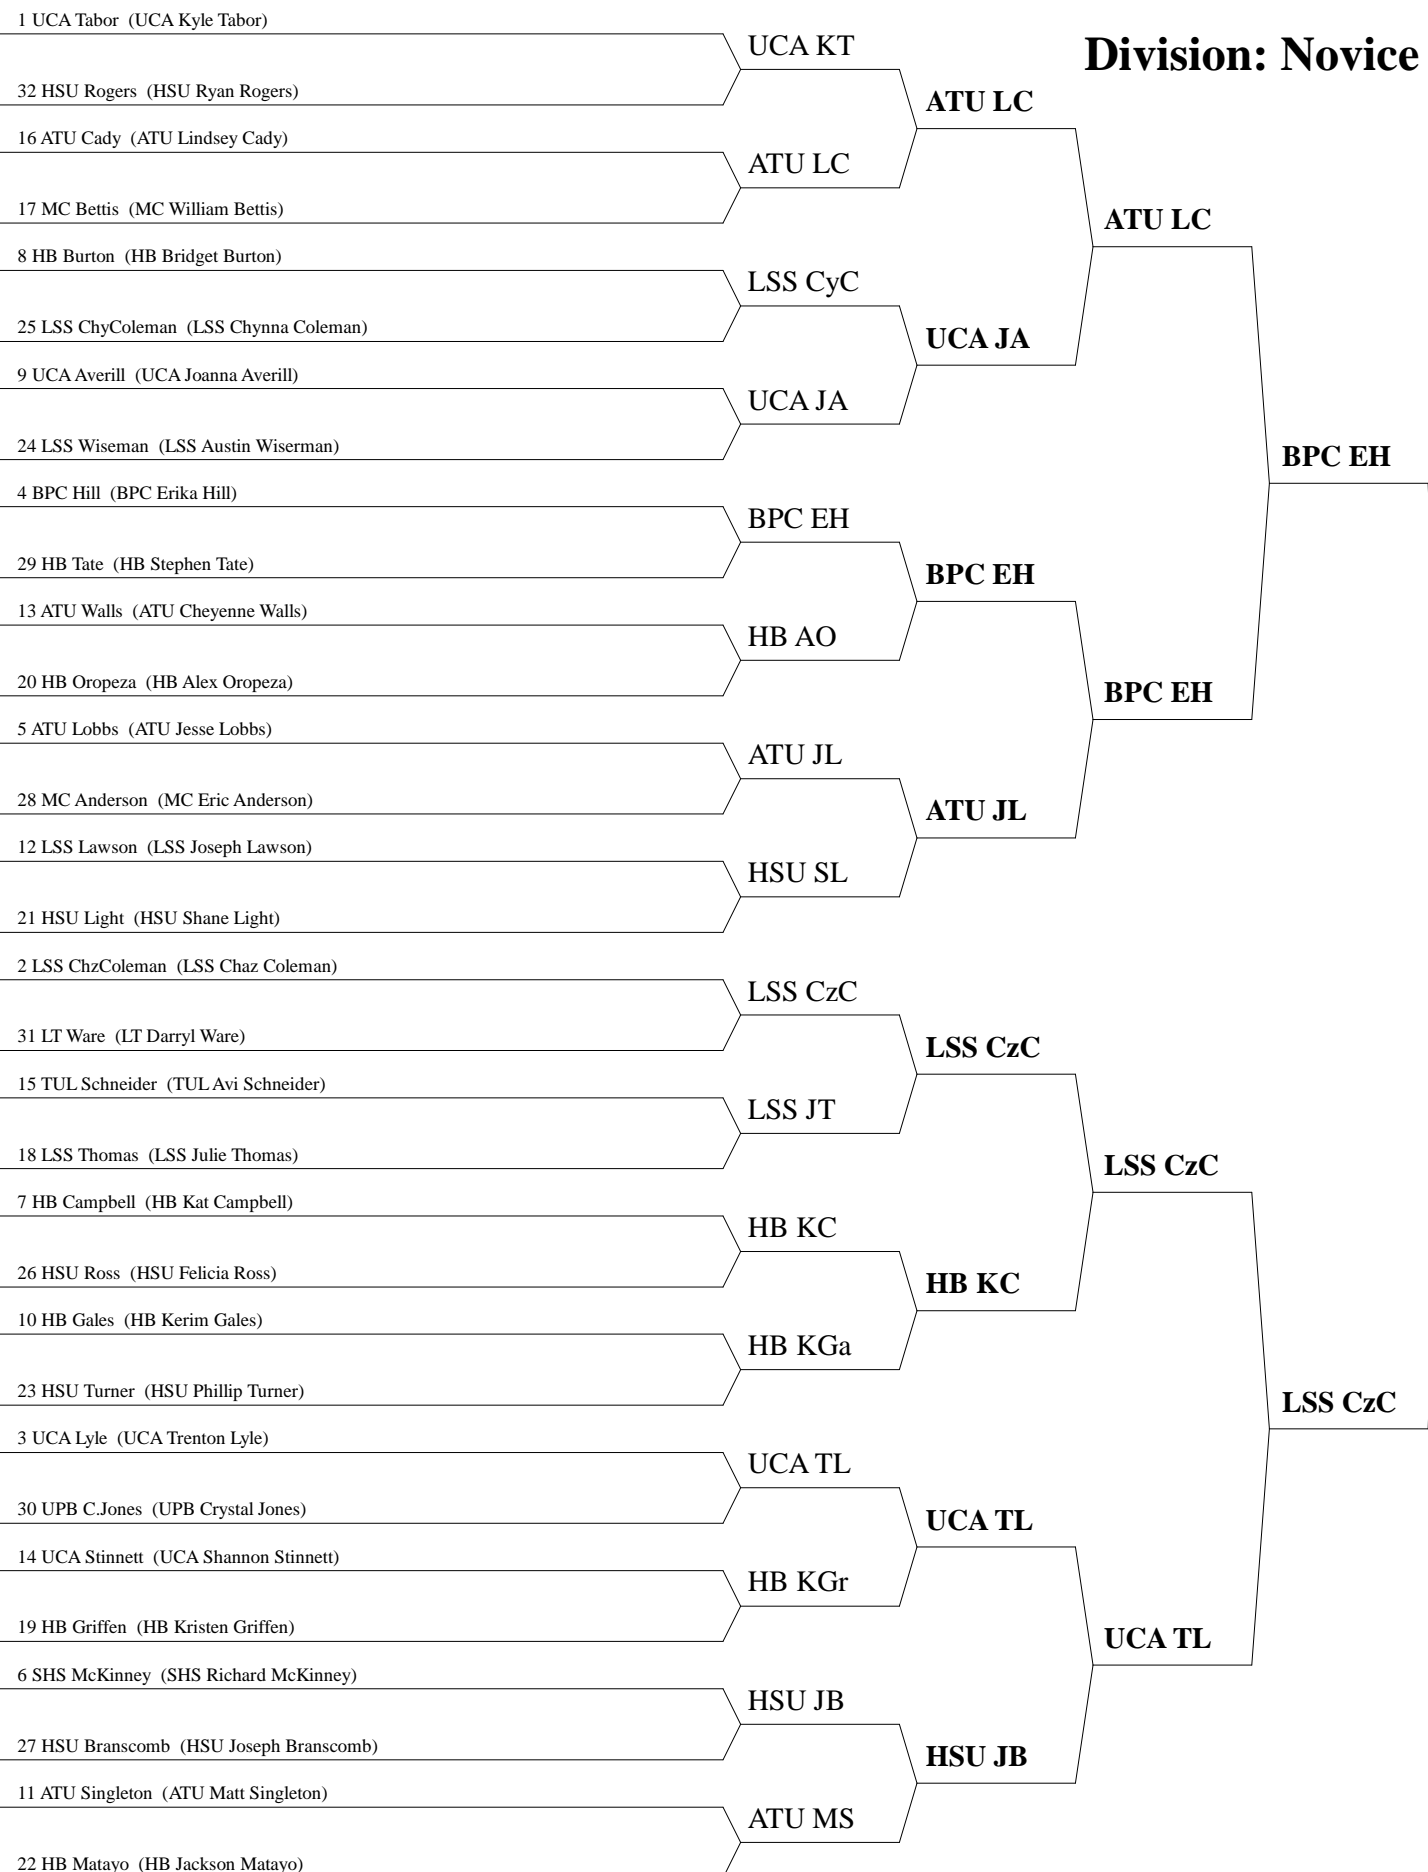 1 UCA Tabor (UCA Kyle Tabor)
UCA KT
Division: Novice
32 HSU Rogers (HSU Ryan Rogers)
ATU LC
16 ATU Cady (ATU Lindsey Cady)
ATU LC
17 MC Bettis (MC William Bettis)
ATU LC
8 HB Burton (HB Bridget Burton)
LSS CyC
25 LSS ChyColeman (LSS Chynna Coleman)
UCA JA
9 UCA Averill (UCA Joanna Averill)
UCA JA
24 LSS Wiseman (LSS Austin Wiserman)
BPC EH
4 BPC Hill (BPC Erika Hill)
BPC EH
29 HB Tate (HB Stephen Tate)
BPC EH
13 ATU Walls (ATU Cheyenne Walls)
HB AO
20 HB Oropeza (HB Alex Oropeza)
BPC EH
5 ATU Lobbs (ATU Jesse Lobbs)
ATU JL
28 MC Anderson (MC Eric Anderson)
ATU JL
12 LSS Lawson (LSS Joseph Lawson)
HSU SL
21 HSU Light (HSU Shane Light)
2 LSS ChzColeman (LSS Chaz Coleman)
LSS CzC
31 LT Ware (LT Darryl Ware)
LSS CzC
15 TUL Schneider (TUL Avi Schneider)
LSS JT
18 LSS Thomas (LSS Julie Thomas)
LSS CzC
7 HB Campbell (HB Kat Campbell)
HB KC
26 HSU Ross (HSU Felicia Ross)
HB KC
10 HB Gales (HB Kerim Gales)
HB KGa
23 HSU Turner (HSU Phillip Turner)
LSS CzC
3 UCA Lyle (UCA Trenton Lyle)
UCA TL
30 UPB C.Jones (UPB Crystal Jones)
UCA TL
14 UCA Stinnett (UCA Shannon Stinnett)
HB KGr
19 HB Griffen (HB Kristen Griffen)
UCA TL
6 SHS McKinney (SHS Richard McKinney)
HSU JB
27 HSU Branscomb (HSU Joseph Branscomb)
HSU JB
11 ATU Singleton (ATU Matt Singleton)
ATU MS
22 HB Matayo (HB Jackson Matayo)